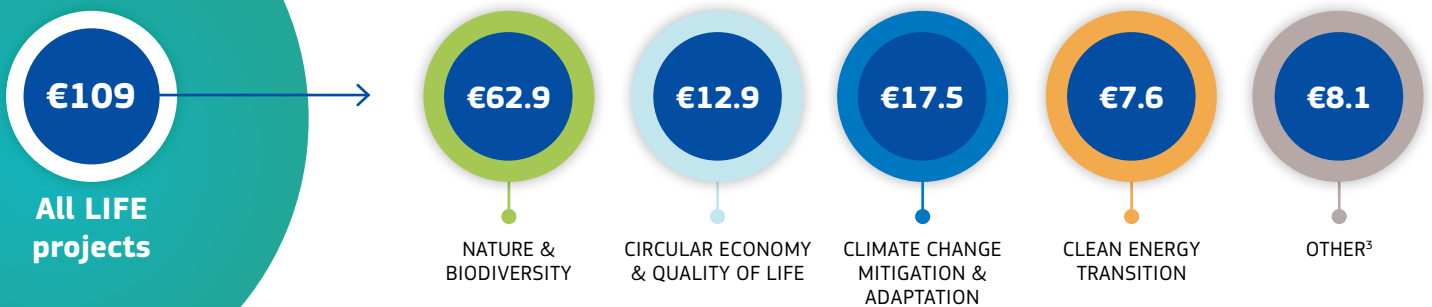 €109
All LIFE
projects
€62.9
NATURE &
BIODIVERSITY
€12.9
CIRCULAR ECONOMY
& QUALITY OF LIFE
€17.5
CLIMATE CHANGE
MITIGATION &
ADAPTATION
€7.6
CLEAN ENERGY
TRANSITION
€8.1
OTHER³